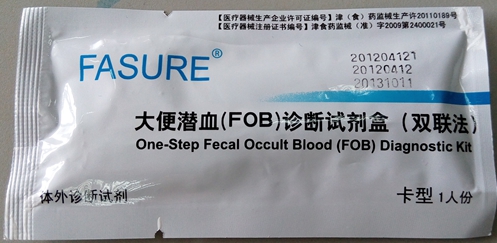 【医疗器械生产企业许可证编号】津（食）药监械生产许20110189号
【医疗器械注册证书编号】津食药监械（准）字2009第2400021号
FASURE®
201204121
20120412
20131011
大便潜血(FOB)诊断试剂盒（双联法）
One-Step Fecal Occult Blood (FOB) Diagnostic Kit
体外诊断试剂
卡型 1人份